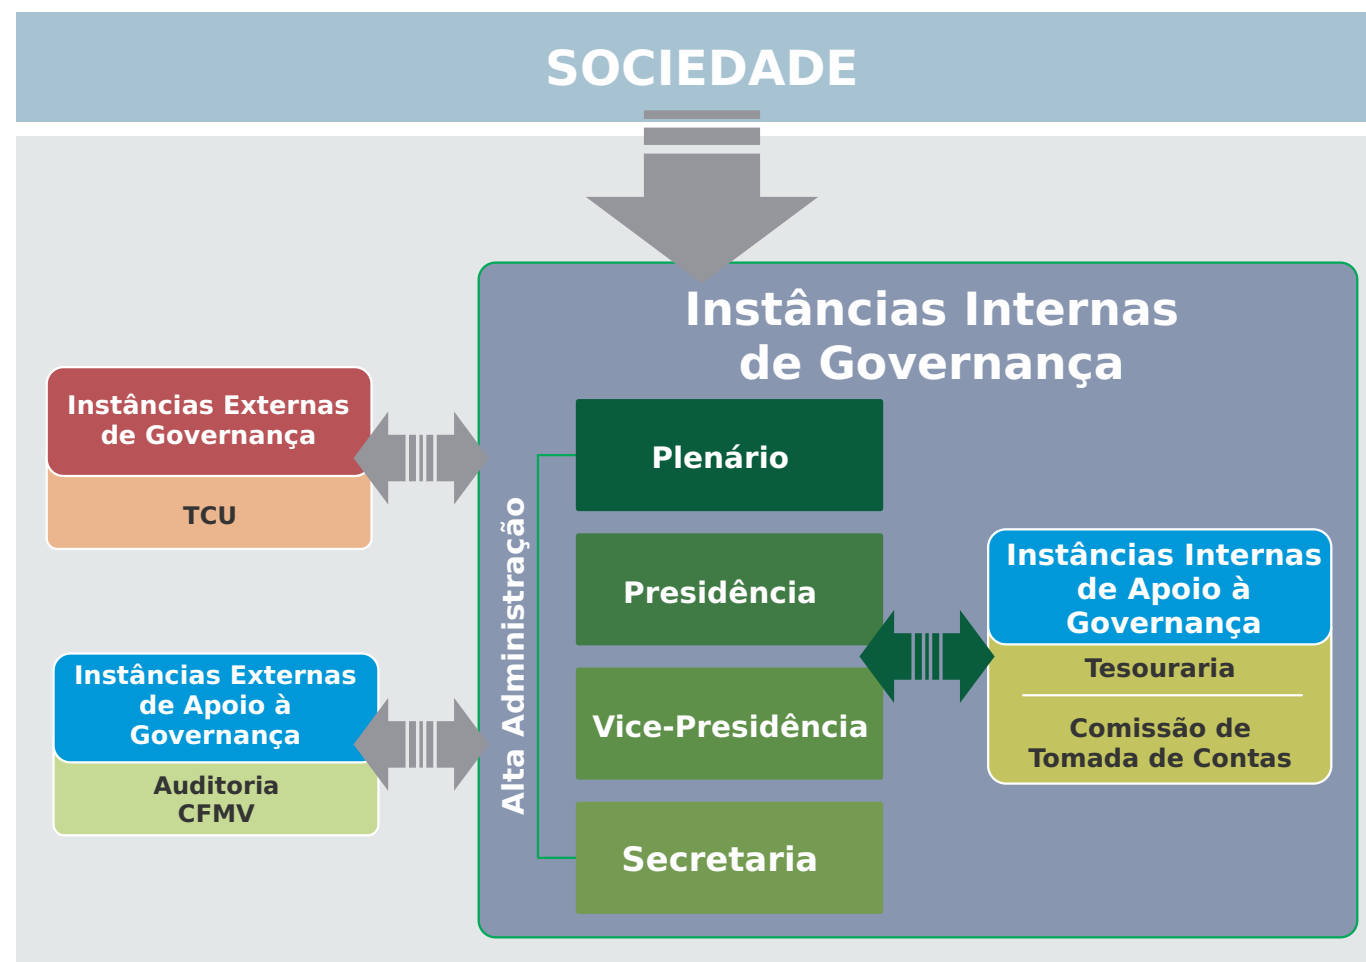 SOCIEDADE
Instâncias Internas
de Governança
Instâncias Externas
de Governança
TCU
Instâncias Externas
de Apoio à
Governança
Auditoria
CFMV
Alta Administração
Plenário
Presidência
Vice-Presidência
Secretaria
Instâncias Internas
de Apoio à
Governança
Tesouraria
Comissão de
Tomada de Contas